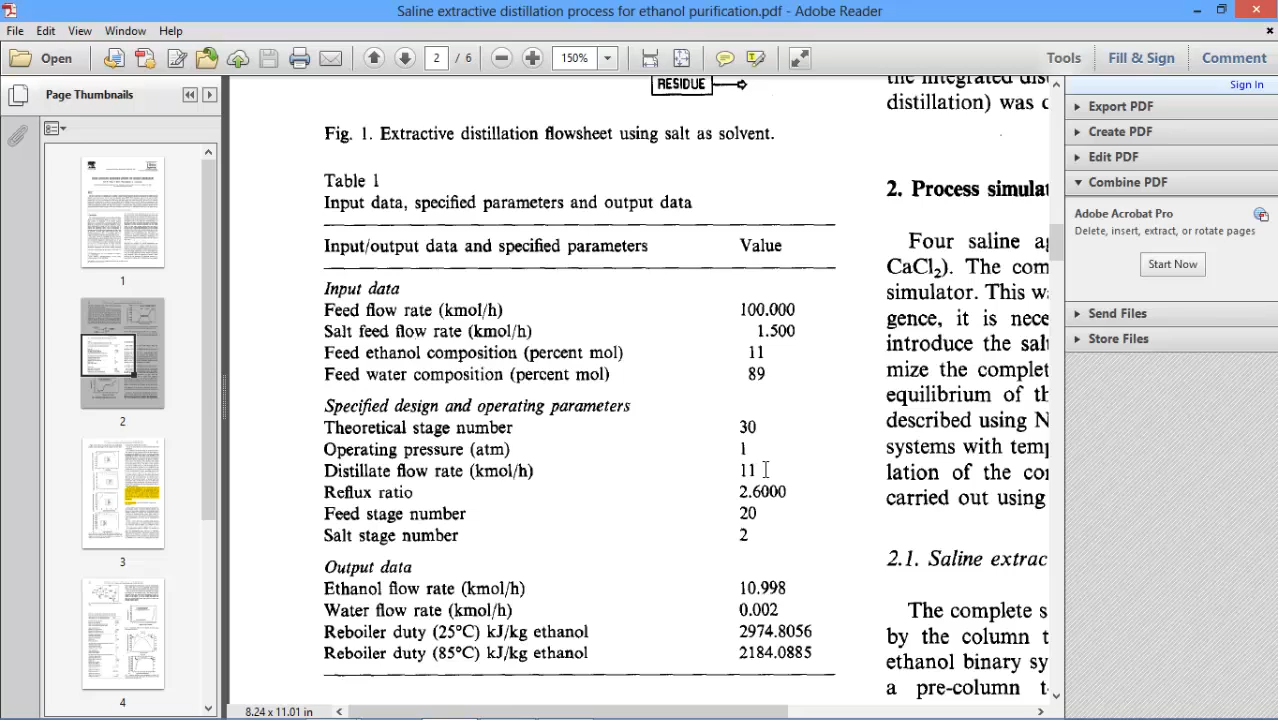 Saline extractive distillation process for ethanol purification.pdf - Adobe Reader
File Edit View Window Help
Open
2 / 6
150%
Tools
Fill & Sign
Comment
Page Thumbnails
1
2
3
4
RESIDUE
Fig. 1. Extractive distillation flowsheet using salt as solvent.
Table 1
Input data, specified parameters and output data
Input/output data and specified parameters Value
Input data
Feed flow rate (kmol/h) 100.000
Salt feed flow rate (kmol/h) 1.500
Feed ethanol composition (percent mol) 11
Feed water composition (percent mol) 89
Specified design and operating parameters
Theoretical stage number 30
Operating pressure (atm) 1
Distillate flow rate (kmol/h) 11
Reflux ratio 2.6000
Feed stage number 20
Salt stage number 2
Output data
Ethanol flow rate (kmol/h) 10.998
Water flow rate (kmol/h) 0.002
Reboiler duty (25°C) kJ/kg ethanol 2974.8056
Reboiler duty (85°C) kJ/kg ethanol 2184.0885
the integrated dis
distillation) was c
2. Process simula
Four saline a
CaCl₂). The com
simulator. This w
gence, it is nece
introduce the sal
mize the complet
equilibrium of th
described using N
systems with temp
lation of the co
carried out using
2.1. Saline extrac
The complete s
by the column t
ethanol binary sy
a pre-column t
8.24 x 11.01 in
Sign In
Export PDF
Create PDF
Edit PDF
Combine PDF
Adobe Acrobat Pro
Delete, insert, extract, or rotate pages
Start Now
Send Files
Store Files